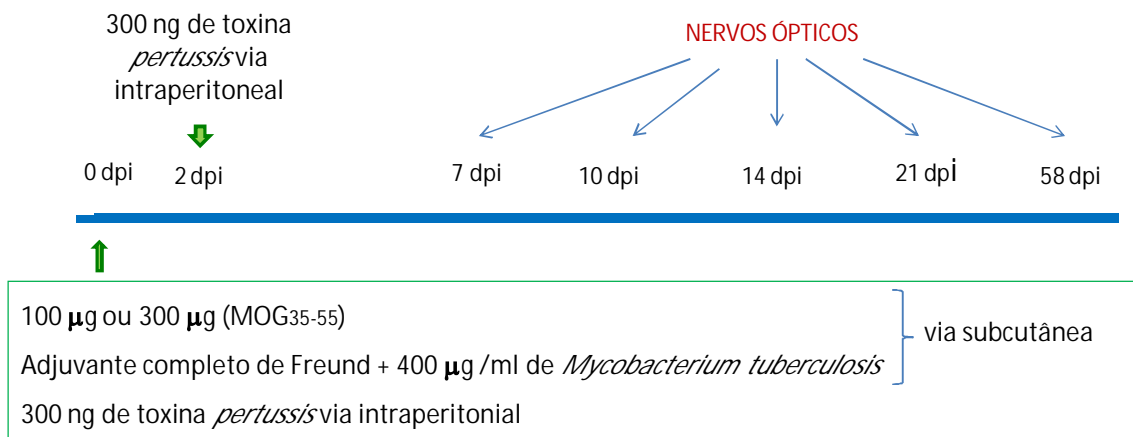 300 ng de toxina
pertussis via
intraperitoneal
NERVOS ÓPTICOS
0 dpi 2 dpi 7 dpi 10 dpi 14 dpi 21 dpi 58 dpi
100 µg ou 300 µg (MOG35-55)
Adjuvante completo de Freund + 400 µg /ml de Mycobacterium tuberculosis
via subcutânea
300 ng de toxina pertussis via intraperitonial